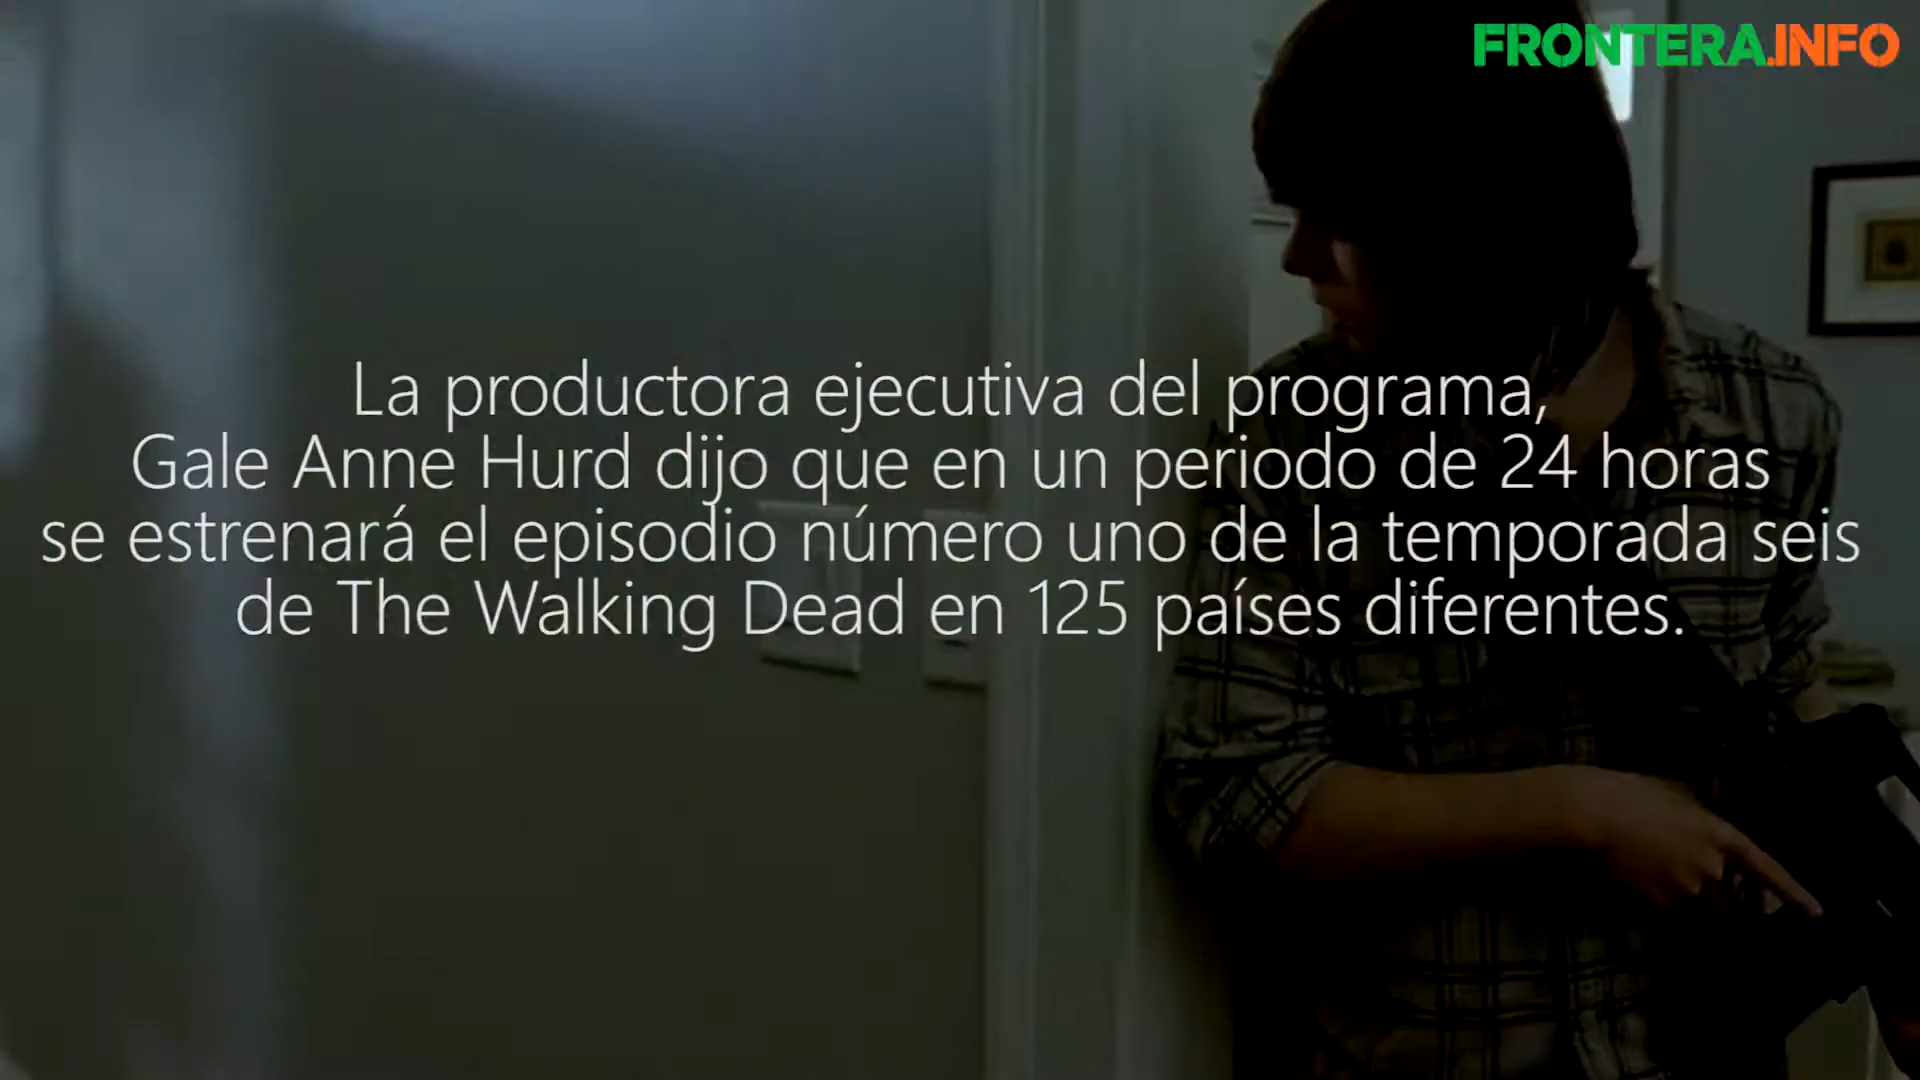 FRONTERA.INFO
La productora ejecutiva del programa,
Gale Anne Hurd dijo que en un periodo de 24 horas
se estrenará el episodio número uno de la temporada seis
de The Walking Dead en 125 países diferentes.